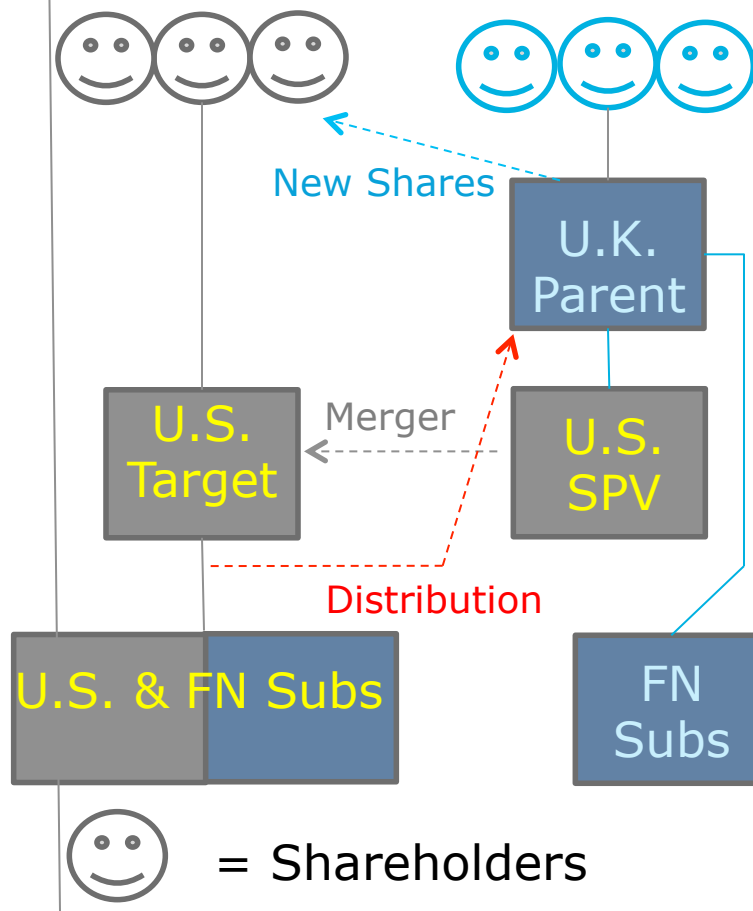 New Shares
U.K.
Parent
Merger
U.S.
Target
U.S.
SPV
Distribution
U.S. & FN Subs
FN
Subs
= Shareholders